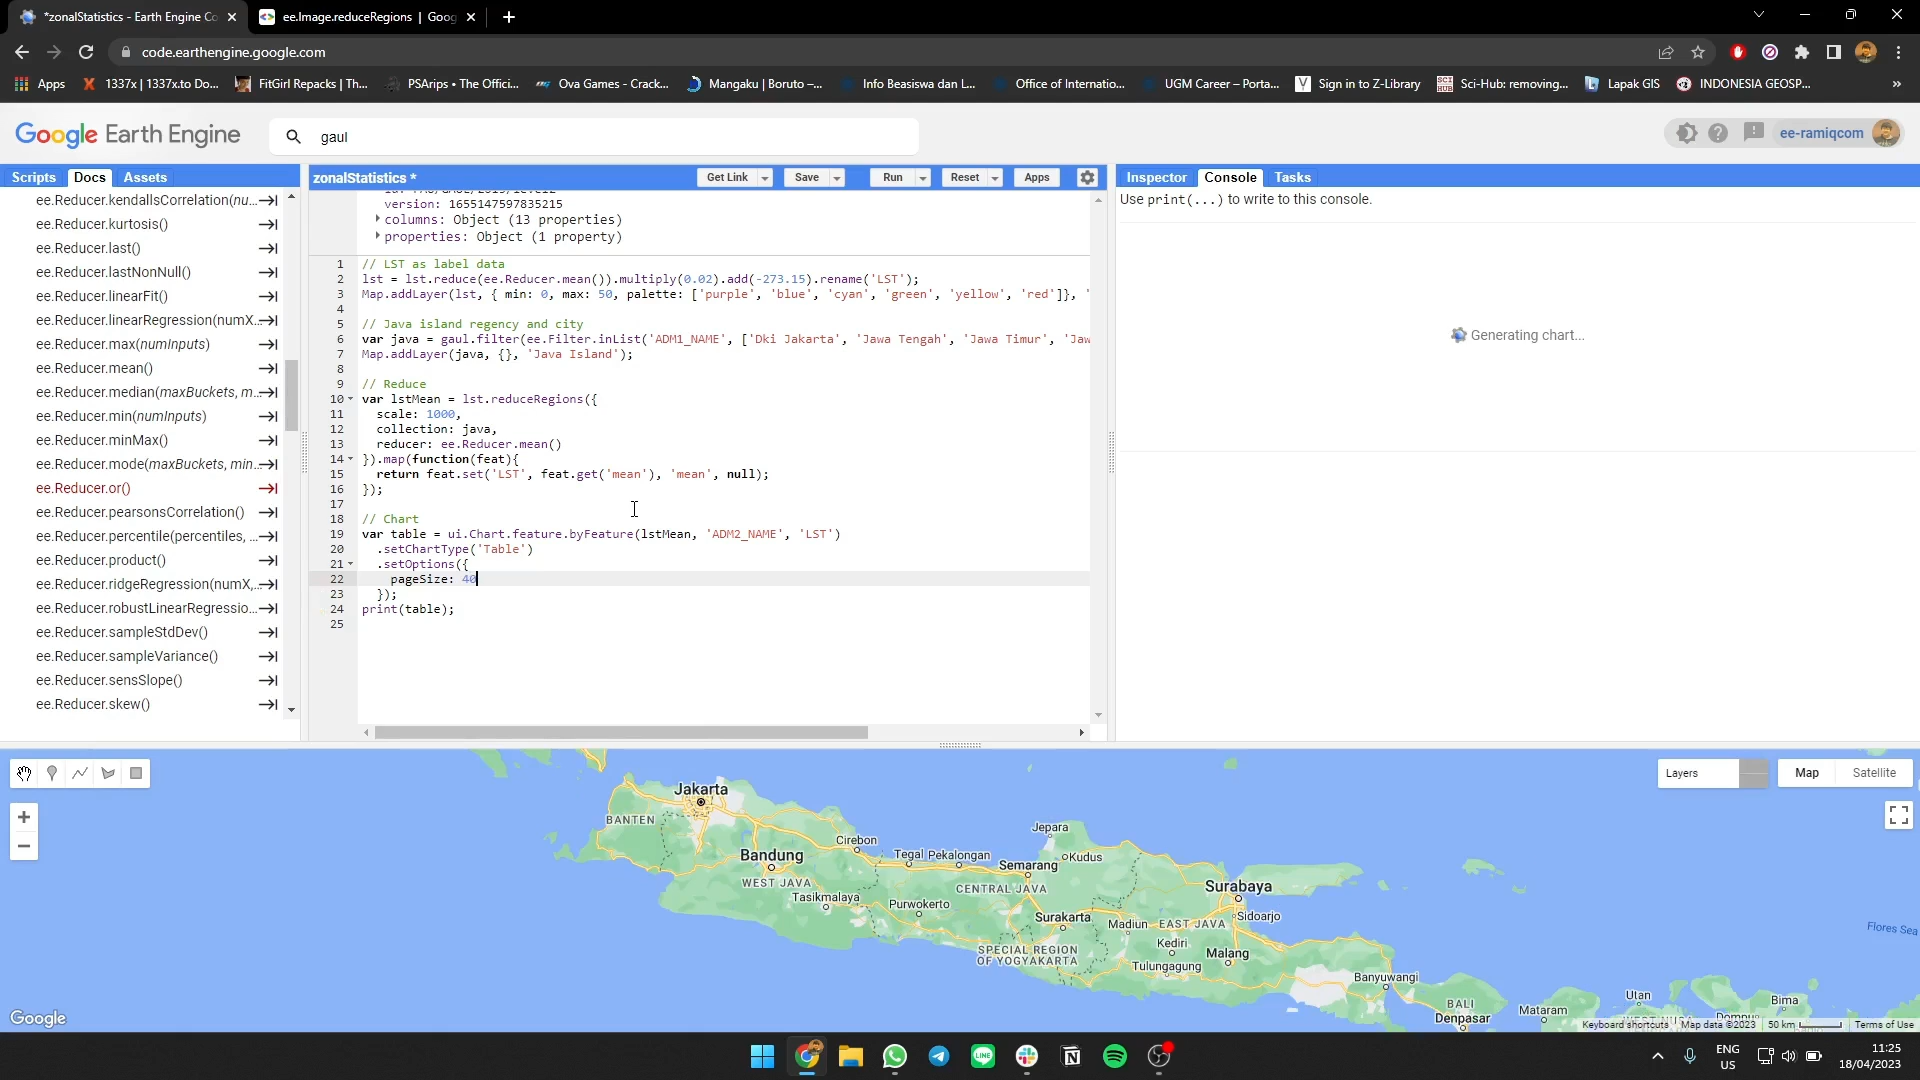 *zonalStatistics - Earth Engine Co
ee.Image.reduceRegions | Goog
code.earthengine.google.com
Apps
1337x | 1337x.to Do...
FitGirl Repacks | Th...
PSArips • The Offici...
Ova Games - Crack...
Mangaku | Boruto –...
Info Beasiswa dan L...
Office of Internatio...
UGM Career – Porta...
Sign in to Z-Library
Sci-Hub: removing...
Lapak GIS
INDONESIA GEOSP...
Google Earth Engine
gaul
ee-ramiqcom
Scripts Docs Assets
ee.Reducer.kendallsCorrelation(nu...
ee.Reducer.kurtosis()
ee.Reducer.last()
ee.Reducer.lastNonNull()
ee.Reducer.linearFit()
ee.Reducer.linearRegression(numX...
ee.Reducer.max(numInputs)
ee.Reducer.mean()
ee.Reducer.median(maxBuckets, m...
ee.Reducer.min(numInputs)
ee.Reducer.minMax()
ee.Reducer.mode(maxBuckets, min...
ee.Reducer.or()
ee.Reducer.pearsonsCorrelation()
ee.Reducer.percentile(percentiles, ...
ee.Reducer.product()
ee.Reducer.ridgeRegression(numX,...
ee.Reducer.robustLinearRegressio...
ee.Reducer.sampleStdDev()
ee.Reducer.sampleVariance()
ee.Reducer.sensSlope()
ee.Reducer.skew()
zonalStatistics *
Get Link Save Run Reset Apps
version: 1655147597835215
columns: Object (13 properties)
properties: Object (1 property)
1 // LST as label data
2 lst = lst.reduce(ee.Reducer.mean()).multiply(0.02).add(-273.15).rename('LST');
3 Map.addLayer(lst, { min: 0, max: 50, palette: ['purple', 'blue', 'cyan', 'green', 'yellow', 'red']}, '
4
5 // Java island regency and city
6 var java = gaul.filter(ee.Filter.inList('ADM1_NAME', ['Dki Jakarta', 'Jawa Tengah', 'Jawa Timur', 'Jaw
7 Map.addLayer(java, {}, 'Java Island');
8
9 // Reduce
10 var lstMean = lst.reduceRegions({
11 scale: 1000,
12 collection: java,
13 reducer: ee.Reducer.mean()
14 }).map(function(feat){
15 return feat.set('LST', feat.get('mean'), 'mean', null);
16 });
17
18 // Chart
19 var table = ui.Chart.feature.byFeature(lstMean, 'ADM2_NAME', 'LST')
20 .setChartType('Table')
21 .setOptions({
22 pageSize: 40
23 });
24 print(table);
25
Inspector Console Tasks
Use print(...) to write to this console.
Generating chart...
Layers
Map Satellite
Jakarta
BANTEN
Bandung
WEST JAVA
Cirebon
Tasikmalaya
Tegal
Pekalongan
Purwokerto
CENTRAL JAVA
Semarang
Jepara
Kudus
Surakarta
SPECIAL REGION
OF YOGYAKARTA
Madiun
EAST JAVA
Kediri
Tulungagung
Malang
Surabaya
Sidoarjo
Banyuwangi
BALI
Denpasar
Mataram
Utan
Bima
Flores Sea
Google
Keyboard shortcuts Map data ©2023 50 km Terms of Use
ENG
US
11:25
18/04/2023